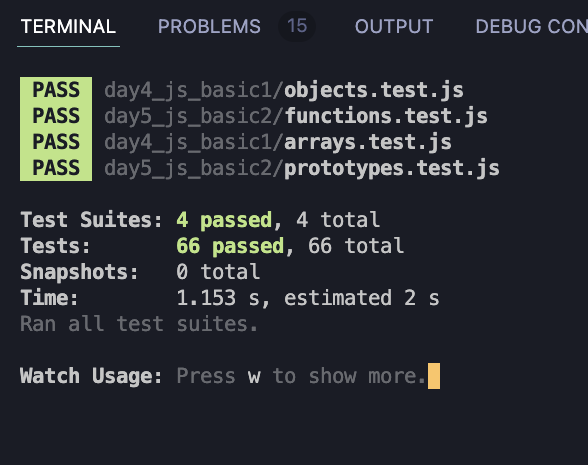 TERMINAL PROBLEMS 15 OUTPUT DEBUG CON
PASS day4_js_basic1/objects.test.js
PASS day5_js_basic2/functions.test.js
PASS day4_js_basic1/arrays.test.js
PASS day5_js_basic2/prototypes.test.js
Test Suites: 4 passed, 4 total
Tests: 66 passed, 66 total
Snapshots: 0 total
Time: 1.153 s, estimated 2 s
Ran all test suites.
Watch Usage: Press w to show more.